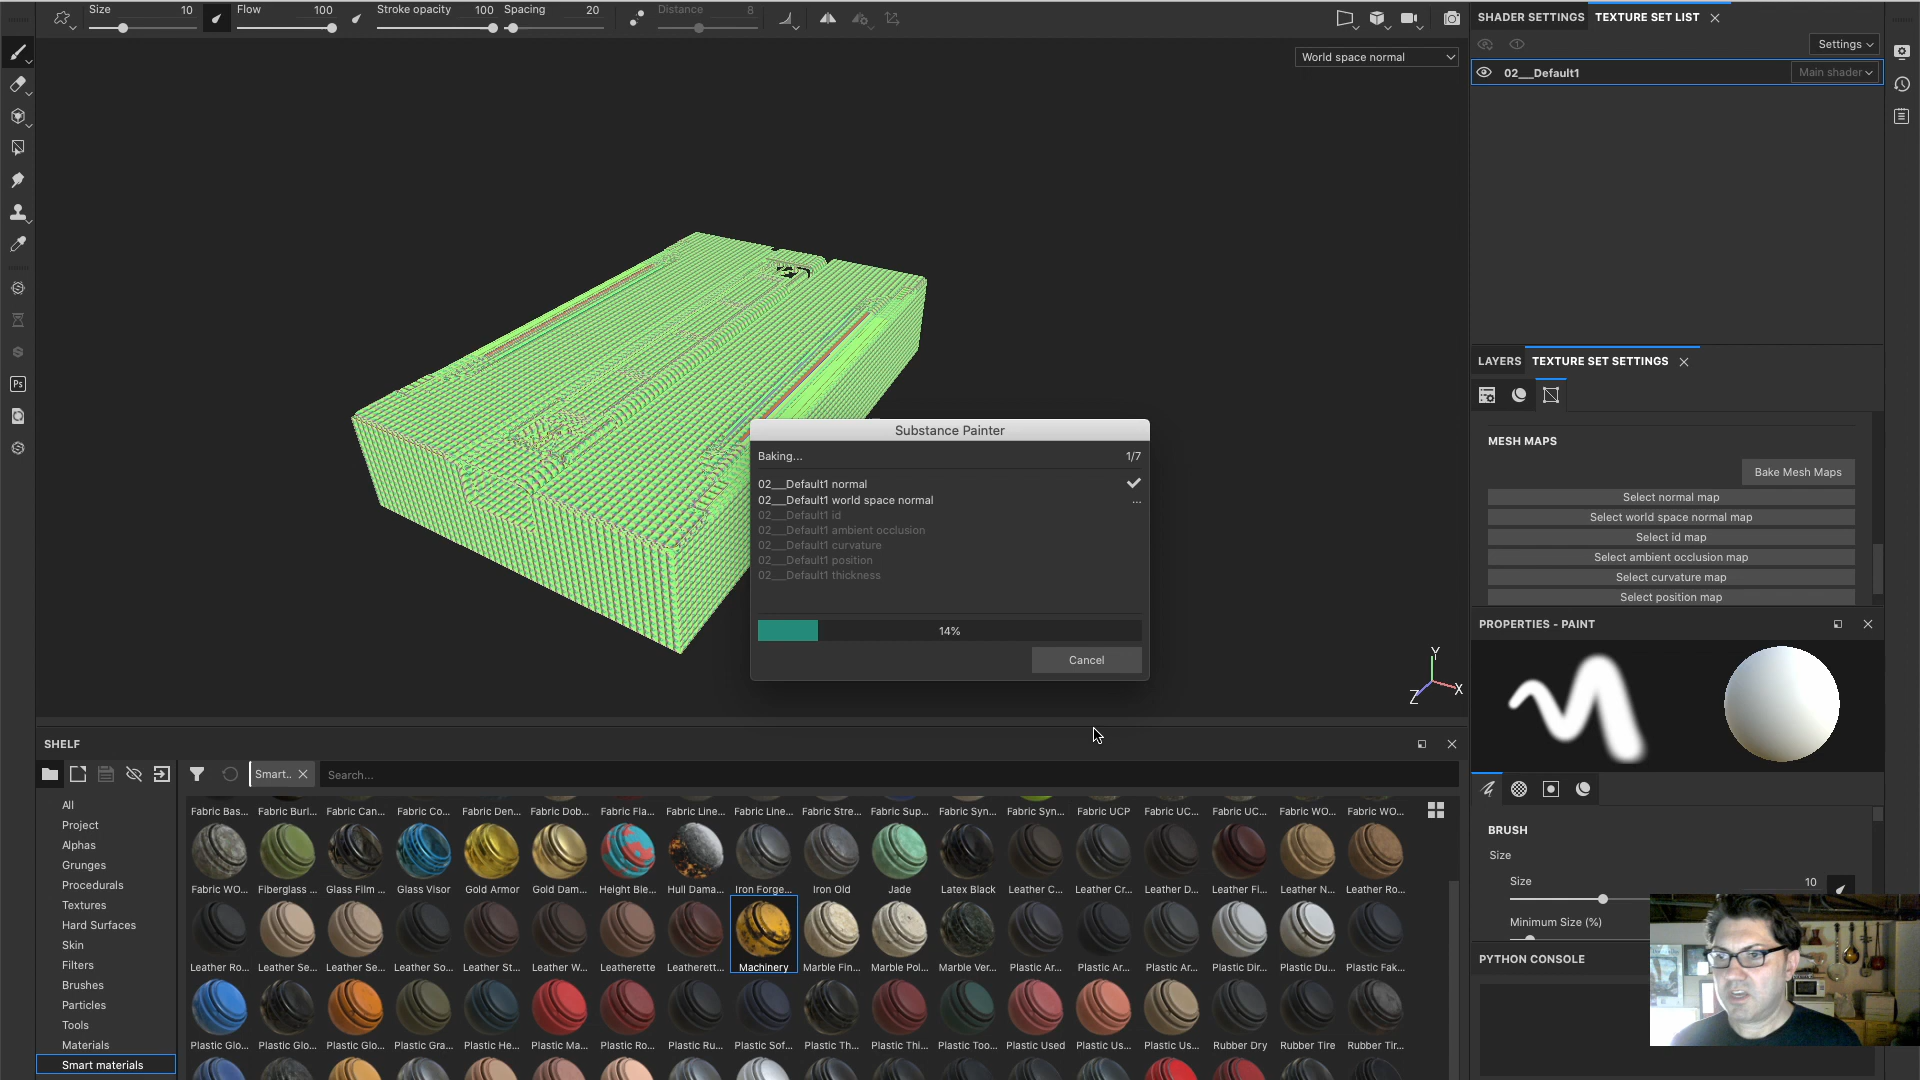 Size 10 Flow 100 Stroke opacity 100 Spacing 20 Distance 8
SHADER SETTINGS TEXTURE SET LIST
Settings
World space normal
02__Default1 Main shader
LAYERS TEXTURE SET SETTINGS
Ps
MESH MAPS
Bake Mesh Maps
Select normal map
Select world space normal map
Select id map
Select ambient occlusion map
Select curvature map
Select position map
Substance Painter
Baking... 1/7
02__Default1 normal
02__Default1 world space normal ...
02__Default1 id
02__Default1 ambient occlusion
02__Default1 curvature
02__Default1 position
02__Default1 thickness
14%
Cancel
Y
X
Z
PROPERTIES - PAINT
SHELF
Smart.. Search...
All
Project
Alphas
Grunges
Procedurals
Textures
Hard Surfaces
Skin
Filters
Brushes
Particles
Tools
Materials
Smart materials
Fabric Bas... Fabric Burl... Fabric Can... Fabric Co... Fabric Den... Fabric Dob... Fabric Fla... Fabric Line... Fabric Line... Fabric Stre... Fabric Sup... Fabric Syn... Fabric Syn... Fabric UCP Fabric UC... Fabric UC... Fabric WO... Fabric WO...
Fabric WO... Fiberglass ... Glass Film ... Glass Visor Gold Armor Gold Dam... Height Ble... Hull Dama... Iron Forge... Iron Old Jade Latex Black Leather C... Leather Cr... Leather D... Leather Fi... Leather N... Leather Ro...
Leather Ro... Leather Se... Leather Se... Leather So... Leather St... Leather W... Leatherette Leatherett... Machinery Marble Fin... Marble Pol... Marble Ver... Plastic Ar... Plastic Ar... Plastic Ar... Plastic Dir... Plastic Du... Plastic Fak...
Plastic Glo... Plastic Glo... Plastic Glo... Plastic Gra... Plastic He... Plastic Ma... Plastic Ro... Plastic Ru... Plastic Sof... Plastic Th... Plastic Thi... Plastic Too... Plastic Used Plastic Us... Plastic Us... Rubber Dry Rubber Tire Rubber Tir...
BRUSH
Size
Size 10
Minimum Size (%)
PYTHON CONSOLE